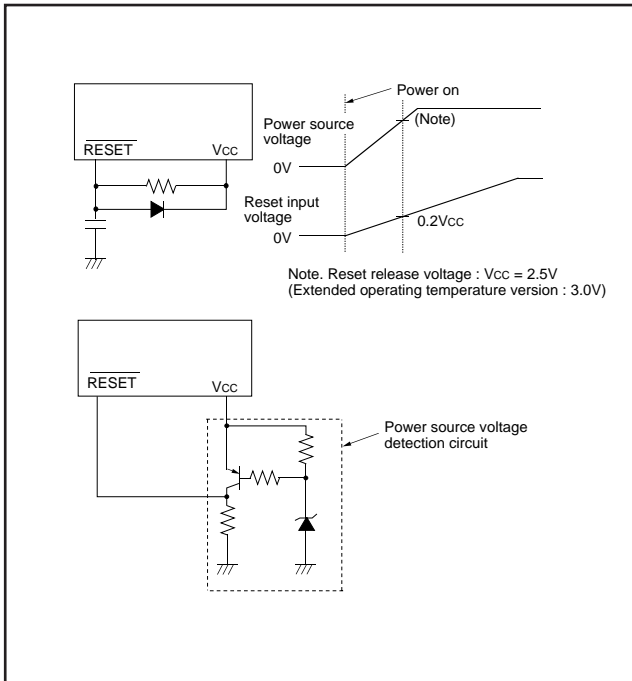 Power on
(Note)
Power source
voltage
0V
RESET
VCC
Reset input
voltage
0V
0.2VCC
Note. Reset release voltage : VCC = 2.5V
(Extended operating temperature version : 3.0V)
RESET
VCC
Power source voltage
detection circuit